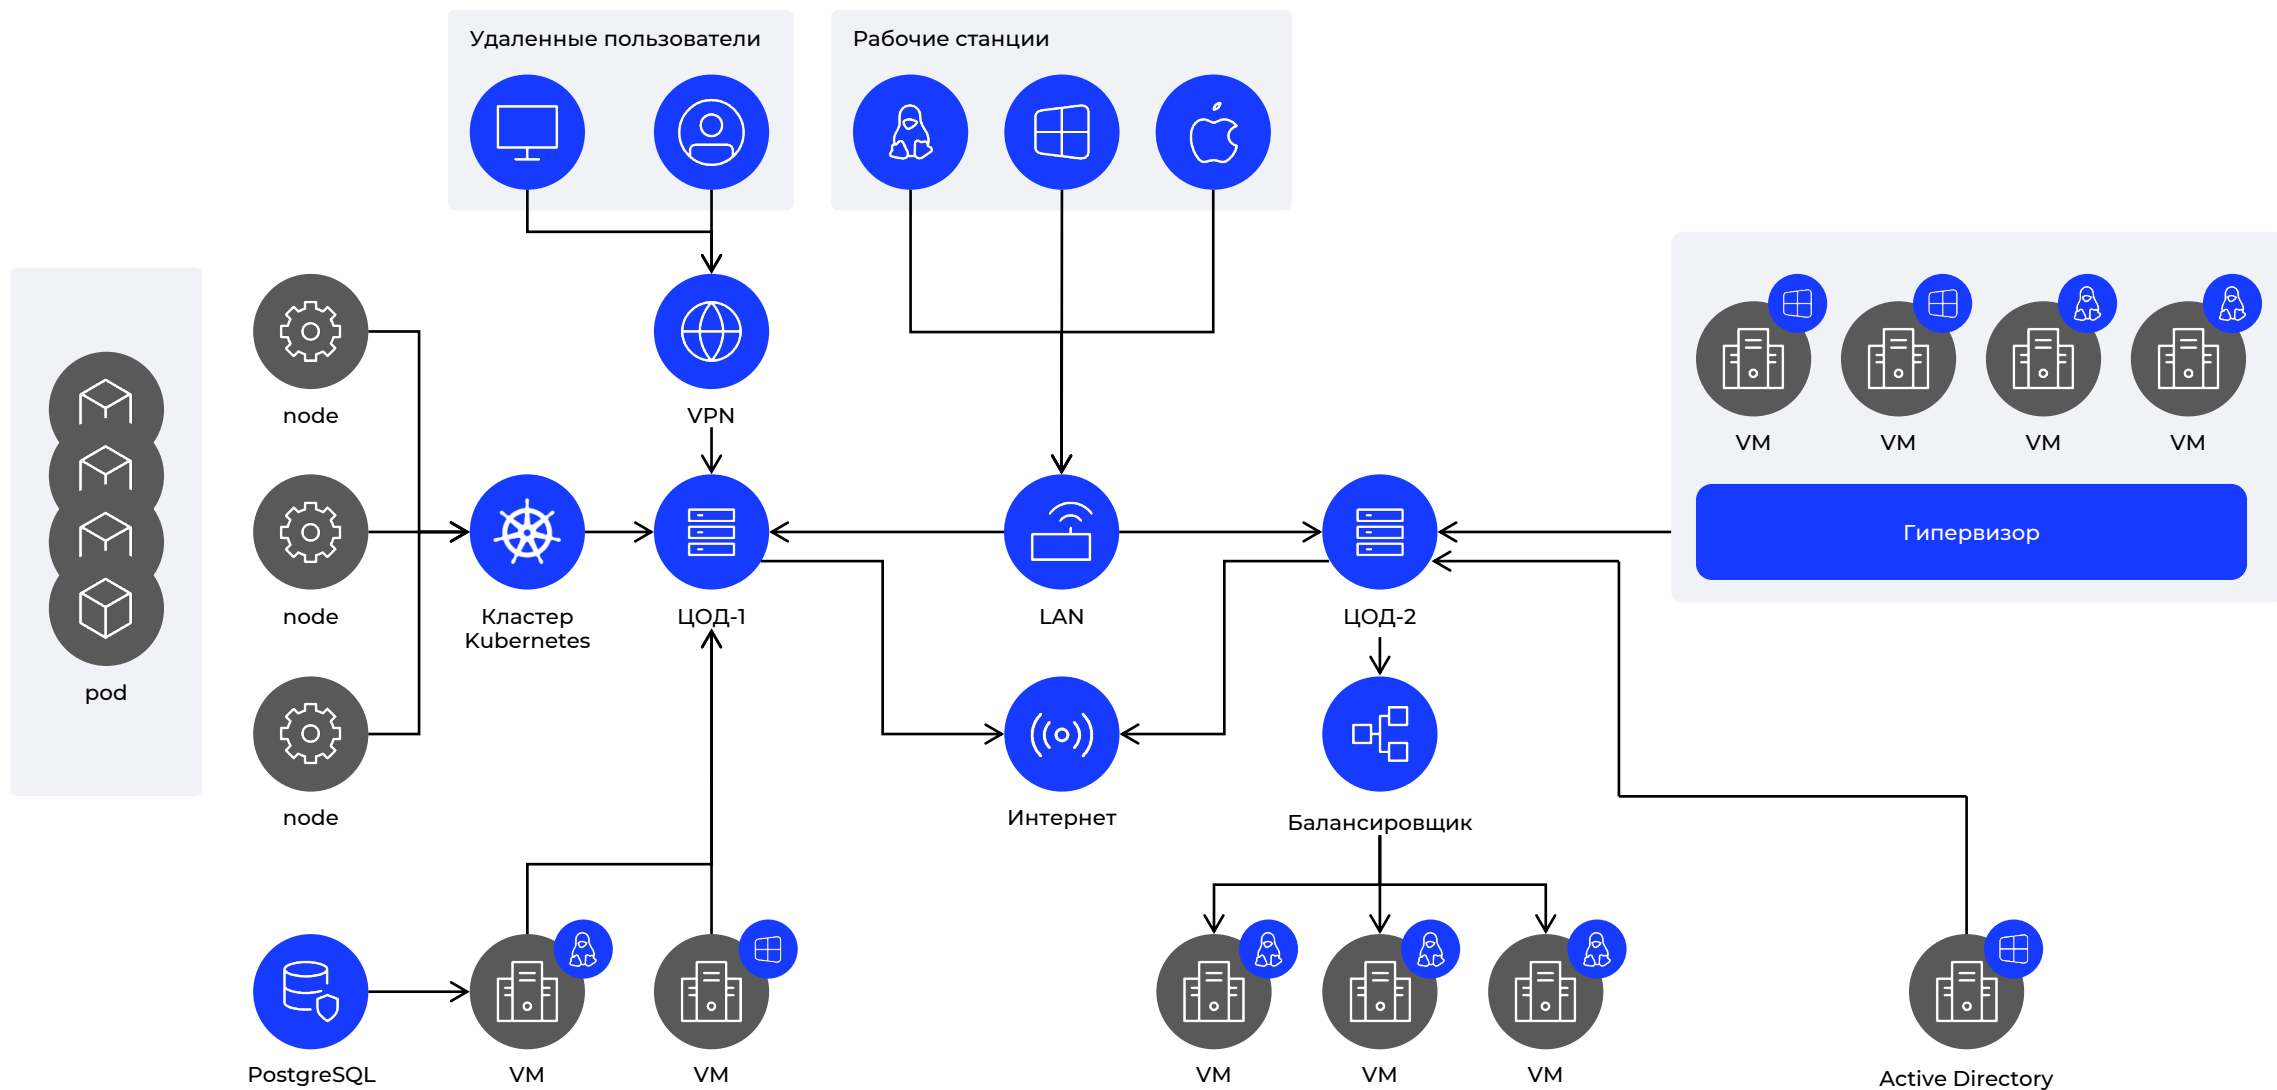 Удаленные пользователи
Рабочие станции
node
VPN
VM
VM
VM
VM
Гипервизор
node
Кластер
Kubernetes
ЦОД-1
LAN
ЦОД-2
pod
node
Интернет
Балансировщик
PostgreSQL
VM
VM
VM
VM
VM
Active Directory